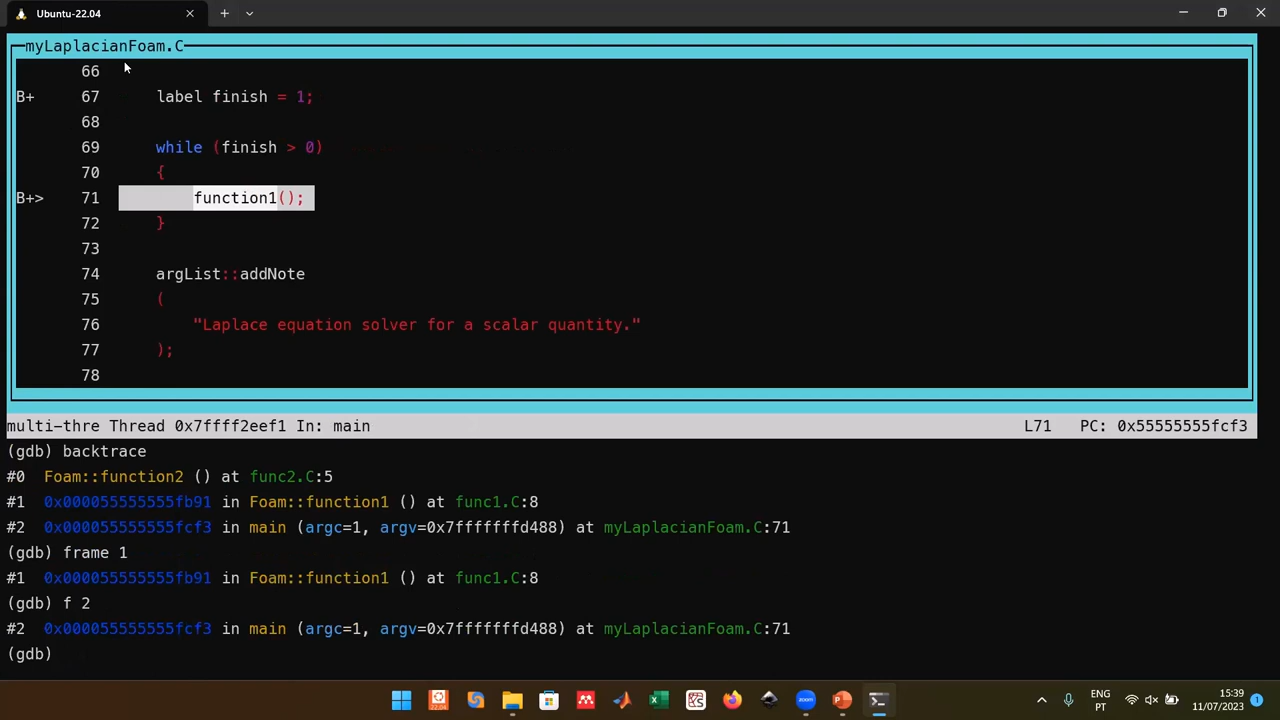 Ubuntu-22.04
myLaplacianFoam.C
66
B+ 67 label finish = 1;
68
69 while (finish > 0)
70 {
B+> 71 function1();
72 }
73
74 argList::addNote
75 (
76 "Laplace equation solver for a scalar quantity."
77 );
78
multi-thre Thread 0x7ffff2eef1 In: main L71 PC: 0x55555555fcf3
(gdb) backtrace
#0 Foam::function2 () at func2.C:5
#1 0x000055555555fb91 in Foam::function1 () at func1.C:8
#2 0x000055555555fcf3 in main (argc=1, argv=0x7fffffffd488) at myLaplacianFoam.C:71
(gdb) frame 1
#1 0x000055555555fb91 in Foam::function1 () at func1.C:8
(gdb) f 2
#2 0x000055555555fcf3 in main (argc=1, argv=0x7fffffffd488) at myLaplacianFoam.C:71
(gdb)
22.04
zoom
ENG
PT
15:39
11/07/2023
1